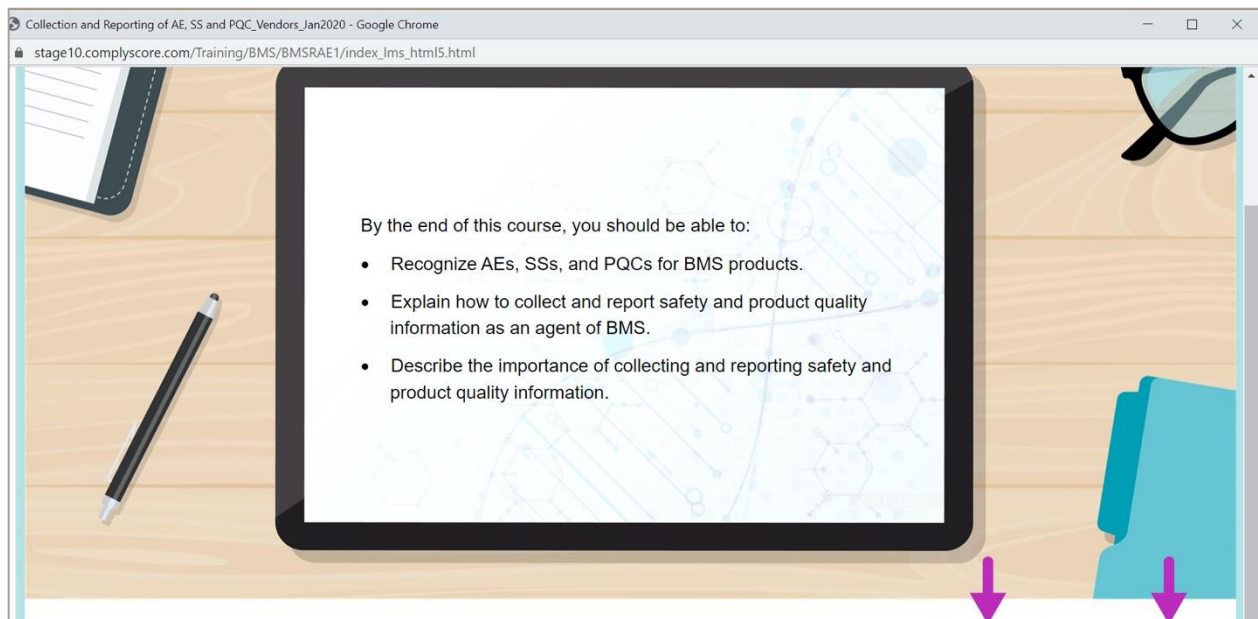 Collection and Reporting of AE, SS and PQC_Vendors_Jan2020 - Google Chrome
stage10.complyscore.com/Training/BMS/BMSRAE1/index_lms_html5.html
By the end of this course, you should be able to:
• Recognize AEs, SSs, and PQCs for BMS products.
• Explain how to collect and report safety and product quality
information as an agent of BMS.
• Describe the importance of collecting and reporting safety and
product quality information.